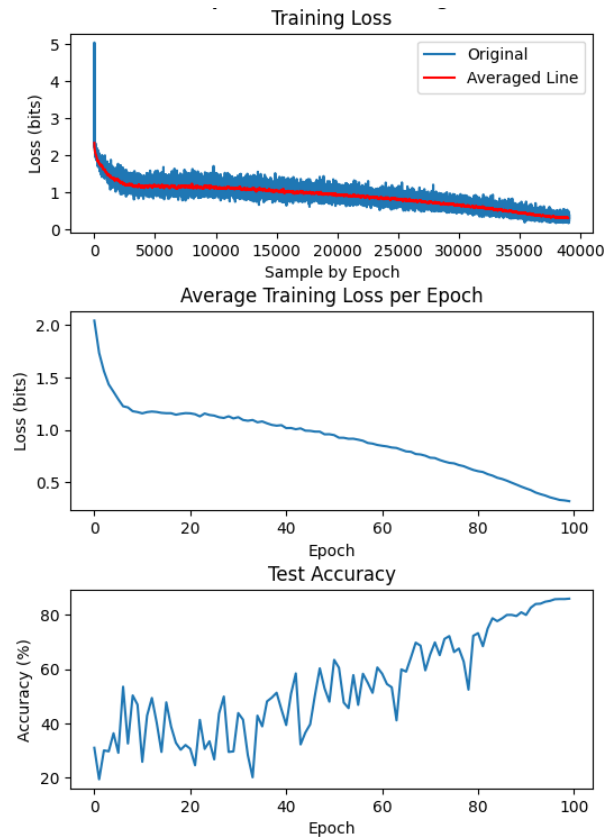 Training Loss
Original
Averaged Line
Loss (bits)
5
4
3
2
1
0
0 5000 10000 15000 20000 25000 30000 35000 40000
Sample by Epoch
Average Training Loss per Epoch
Loss (bits)
2.0
1.5
1.0
0.5
0 20 40 60 80 100
Epoch
Test Accuracy
Accuracy (%)
80
60
40
20
0 20 40 60 80 100
Epoch